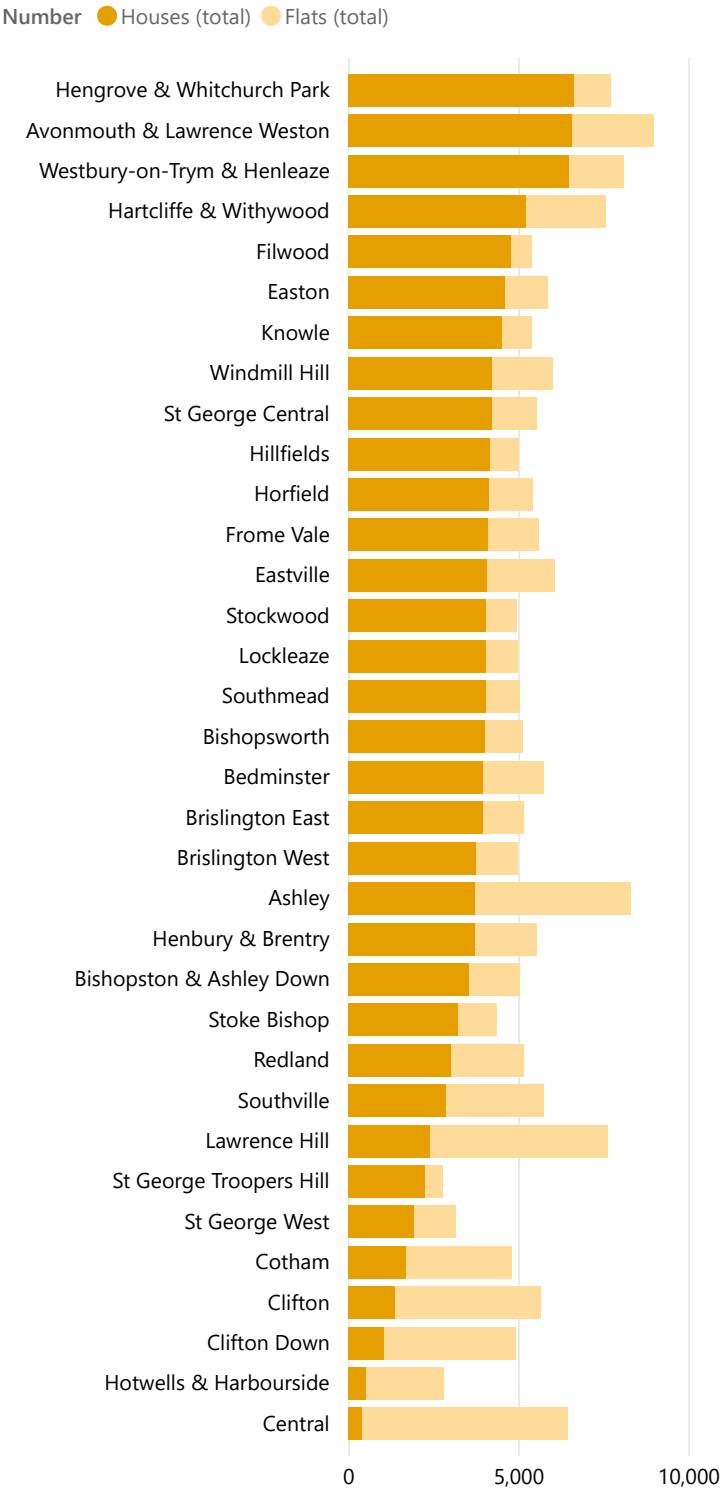 Number Houses (total) Flats (total)
Hengrove & Whitchurch Park
Avonmouth & Lawrence Weston
Westbury-on-Trym & Henleaze
Hartcliffe & Withywood
Filwood
Easton
Knowle
Windmill Hill
St George Central
Hillfields
Horfield
Frome Vale
Eastville
Stockwood
Lockleaze
Southmead
Bishopsworth
Bedminster
Brislington East
Brislington West
Ashley
Henbury & Brentry
Bishopston & Ashley Down
Stoke Bishop
Redland
Southville
Lawrence Hill
St George Troopers Hill
St George West
Cotham
Clifton
Clifton Down
Hotwells & Harbourside
Central
0 5,000 10,000